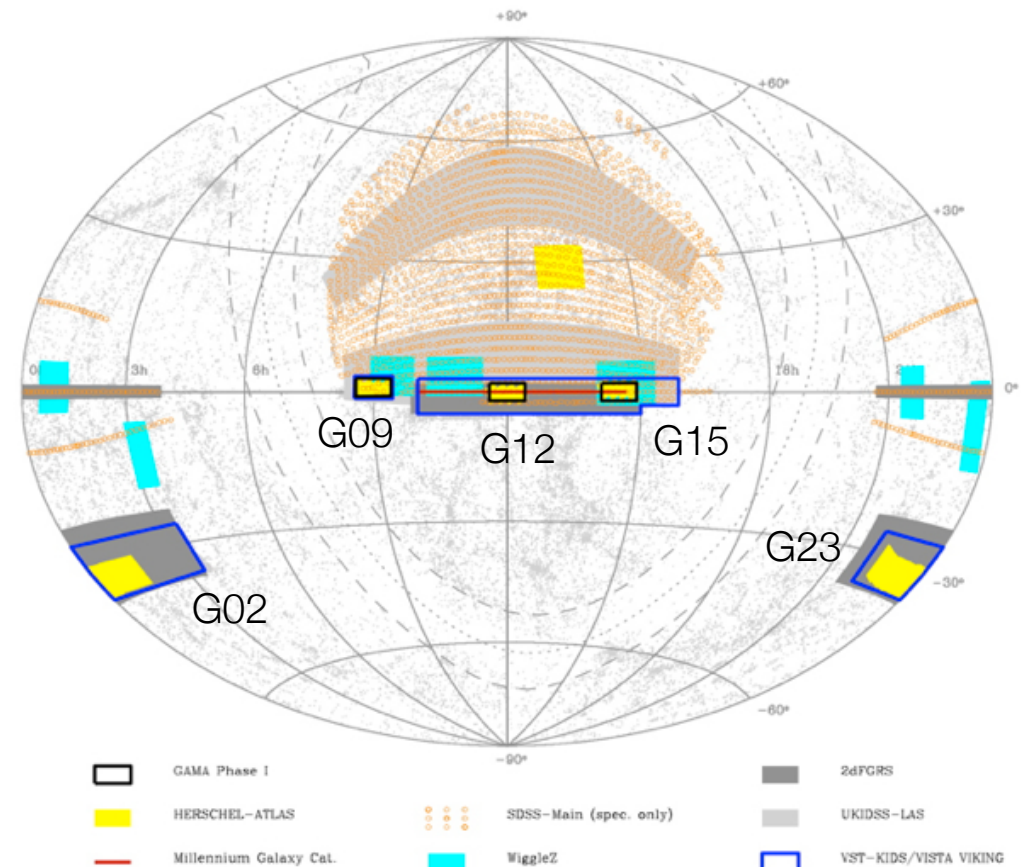 +90°
+60°
+30°
3h
6h
18h
0°
G09
G12
G15
G23
G02
−30°
−60°
−90°
GAMA Phase I
2dFGRS
HERSCHEL−ATLAS
SDSS−Main (spec. only)
UKIDSS−LAS
Millennium Galaxy Cat.
WiggleZ
VST−KIDS/VISTA VIKING